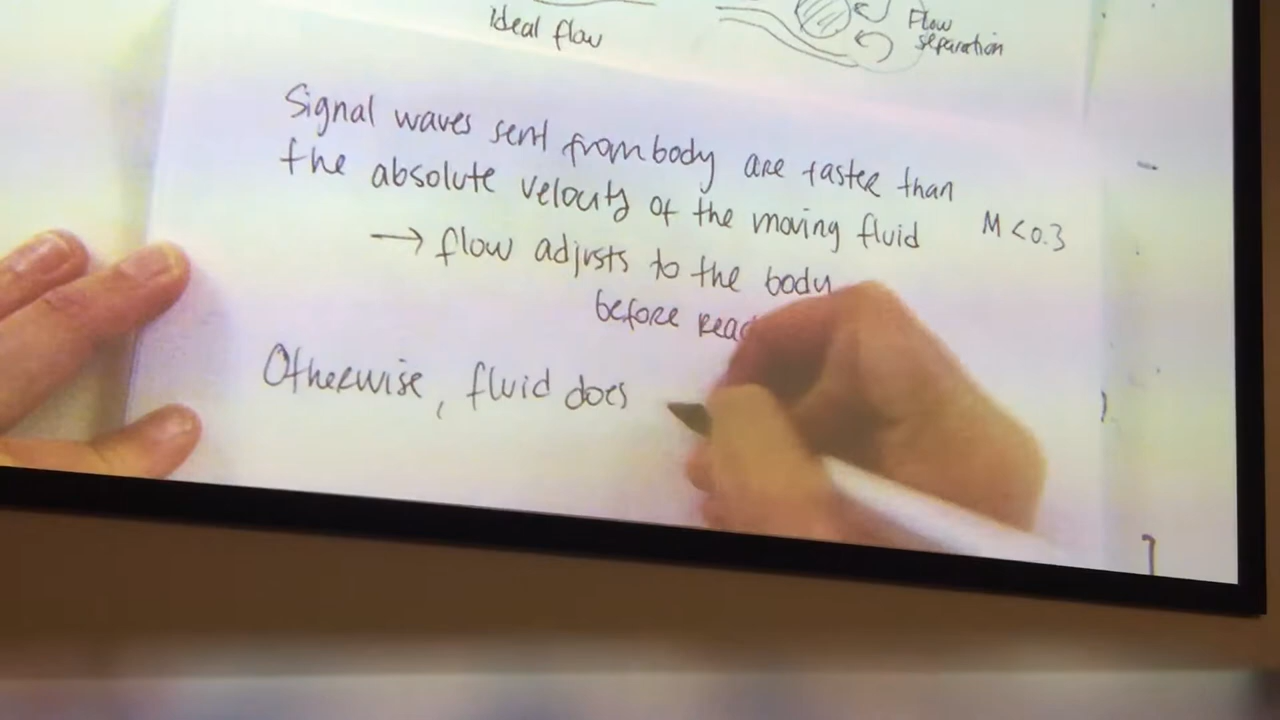 Ideal flow
Flow
separation
Signal waves sent from body are faster than
the absolute velocity of the moving fluid
M < 0.3
→ flow adjusts to the body
before
Otherwise, fluid does